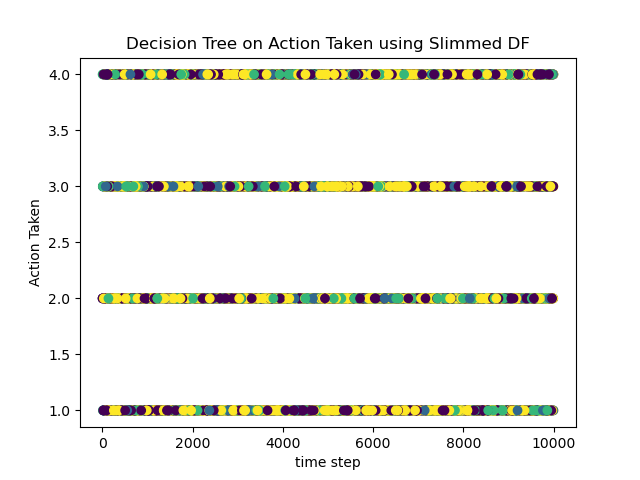 Decision Tree on Action Taken using Slimmed DF
4.0
3.5
3.0
2.5
2.0
1.5
1.0
Action Taken
0 2000 4000 6000 8000 10000
time step